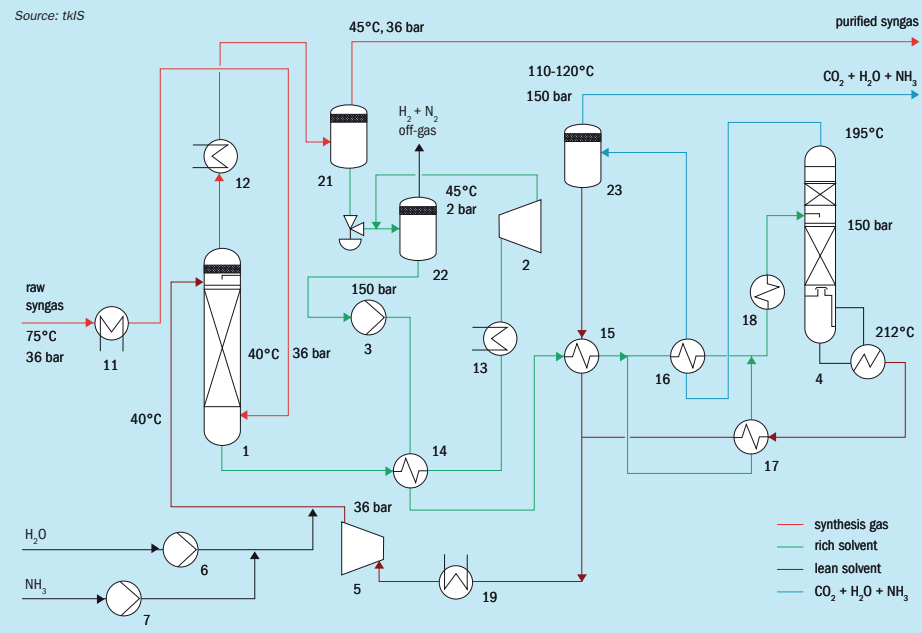 Source: tkIS
45°C, 36 bar
purified syngas
110-120°C
150 bar
CO₂ + H₂O + NH₃
H₂ + N₂
off-gas
195°C
12
21
45°C
2 bar
23
22
2
150 bar
raw
syngas
75°C
36 bar
11
150 bar
3
18
15
212°C
40°C
36 bar
13
16
4
40°C
1
14
17
36 bar
H₂O
6
5
19
NH₃
7
synthesis gas
rich solvent
lean solvent
CO₂ + H₂O + NH₃